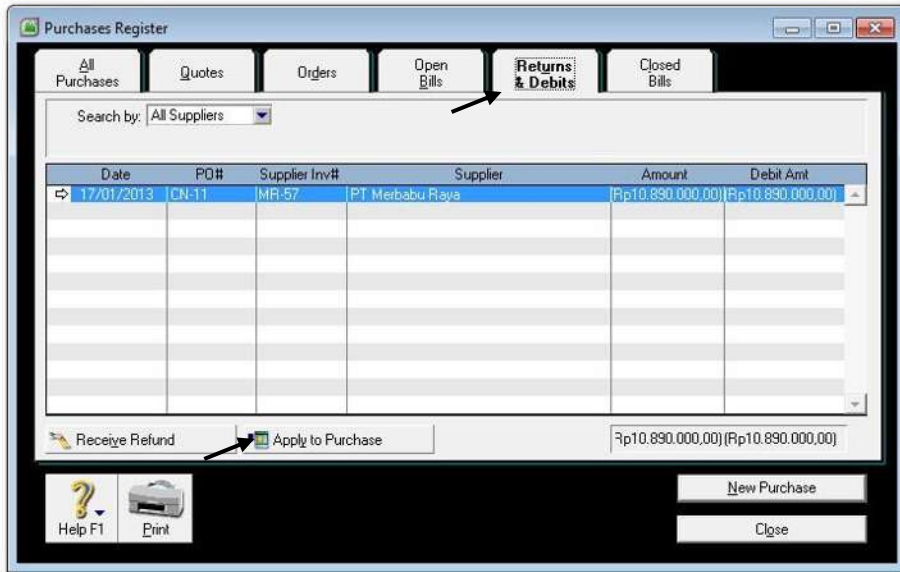 Purchases Register
All Purchases
Quotes
Orders
Open Bills
Returns & Debits
Closed Bills
Search by: All Suppliers
Date PO# Supplier Inv# Supplier Amount Debit Amt
17/01/2013 CN-11 MR-57 PT Merbabu Raya (Rp10.890.000,00) (Rp10.890.000,00)
Receive Refund Apply to Purchase Rp10.890.000,00) (Rp10.890.000,00)
Help F1 Print New Purchase
Close